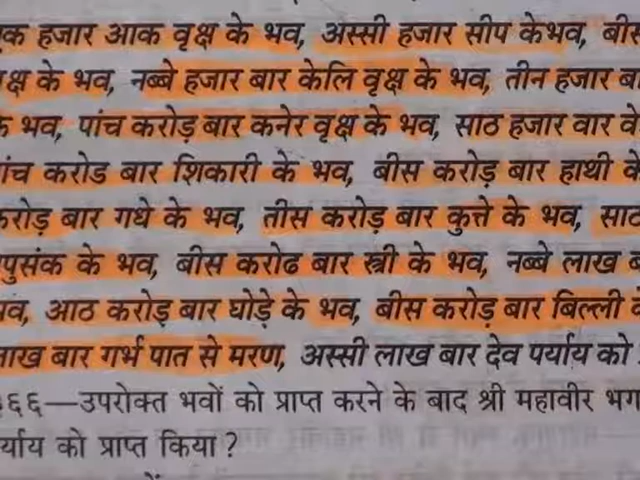 एक हजार आक वृक्ष के भव, अस्सी हजार सीप केभव, बीस
क्ष के भव, नब्बे हजार बार केलि वृक्ष के भव, तीन हजार बा
के भव, पांच करोड़ बार कनेर वृक्ष के भव, साठ हजार वार वे
ांच करोड बार शिकारी के भव, बीस करोड़ बार हाथी के
करोड़ बार गधे के भव, तीस करोड़ बार कुत्ते के भव, साठ
पुसंक के भव, बीस करोढ बार स्त्री के भव, नब्बे लाख ब
भव, आठ करोड़ बार घोड़े के भव, बीस करोड़ बार बिल्ली के
लाख बार गर्भ पात से मरण, अस्सी लाख बार देव पर्याय को
३६६—उपरोक्त भवों को प्राप्त करने के बाद श्री महावीर भग
र्याय को प्राप्त किया?